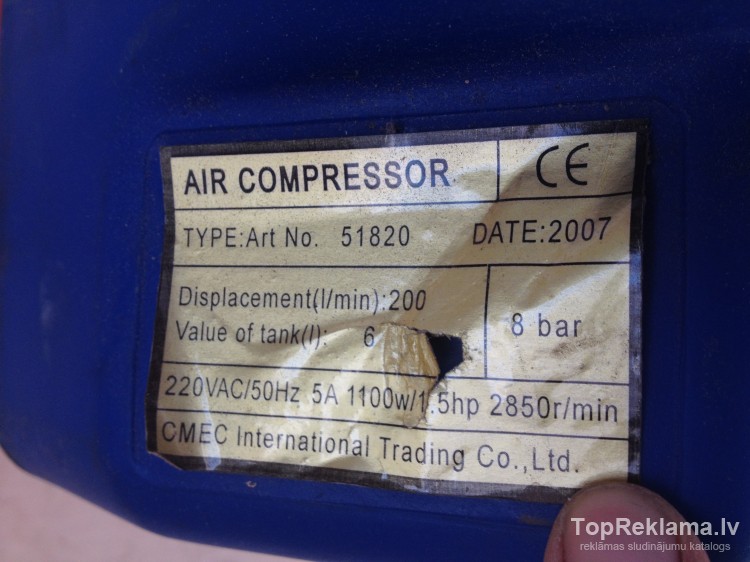 AIR COMPRESSOR CE
TYPE:Art No. 51820 DATE:2007
Displacement(l/min):200
Value of tank(l): 6 8 bar
220VAC/50Hz 5A 1100w/1.5hp 2850r/min
CMEC International Trading Co.,Ltd.
TopReklama.lv
reklāmas sludinājumu katalogs